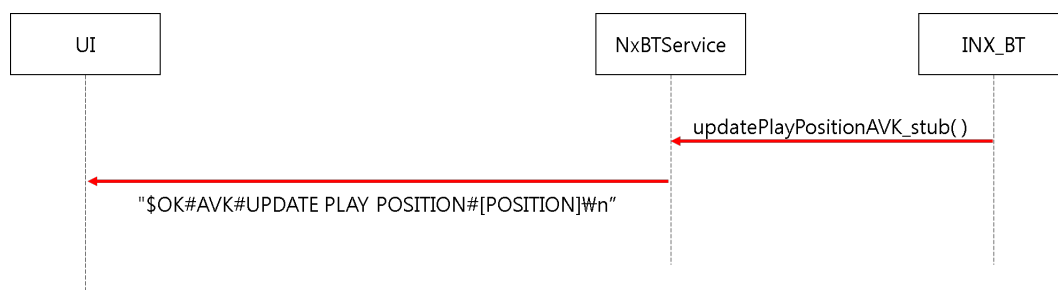 UI
NxBTService
INX_BT
updatePlayPositionAVK_stub( )
"$OK#AVK#UPDATE PLAY POSITION#[POSITION]₩n”